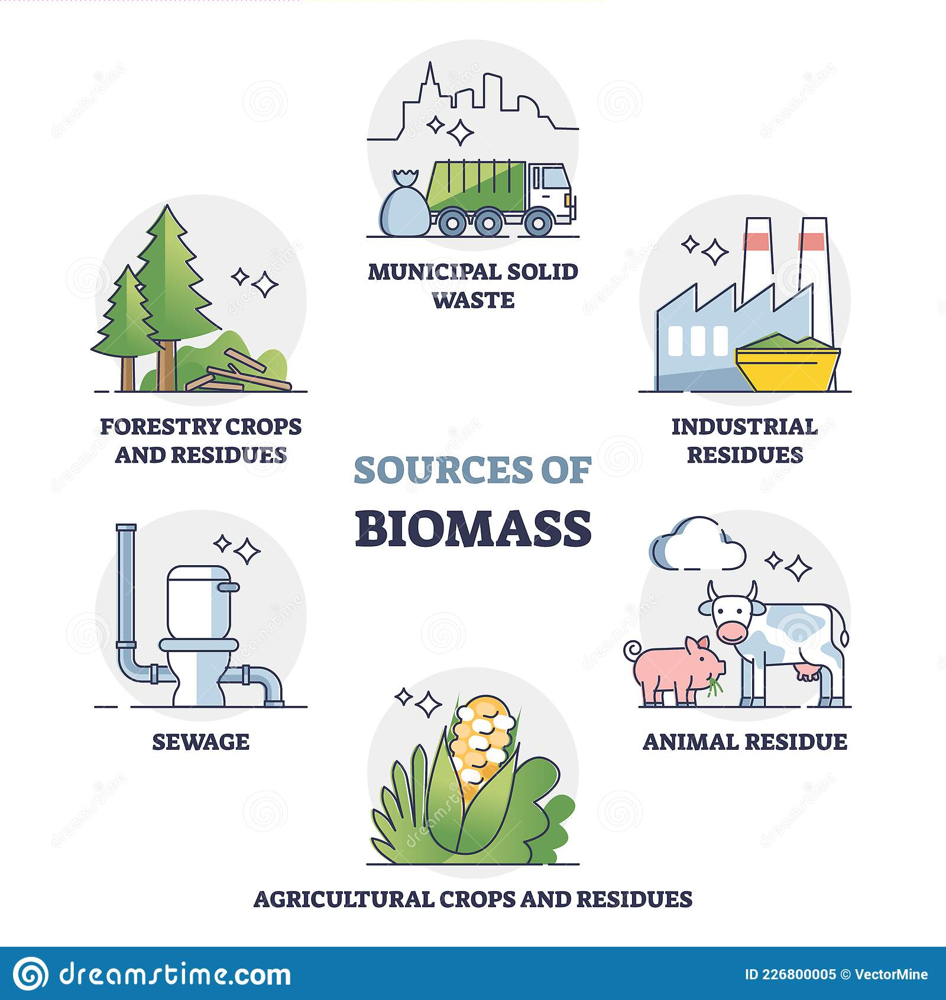 MUNICIPAL SOLID
WASTE
FORESTRY CROPS
AND RESIDUES
INDUSTRIAL
RESIDUES
SOURCES OF
BIOMASS
SEWAGE
ANIMAL RESIDUE
AGRICULTURAL CROPS AND RESIDUES
dreamstime.com
ID 226800005 © VectorMine